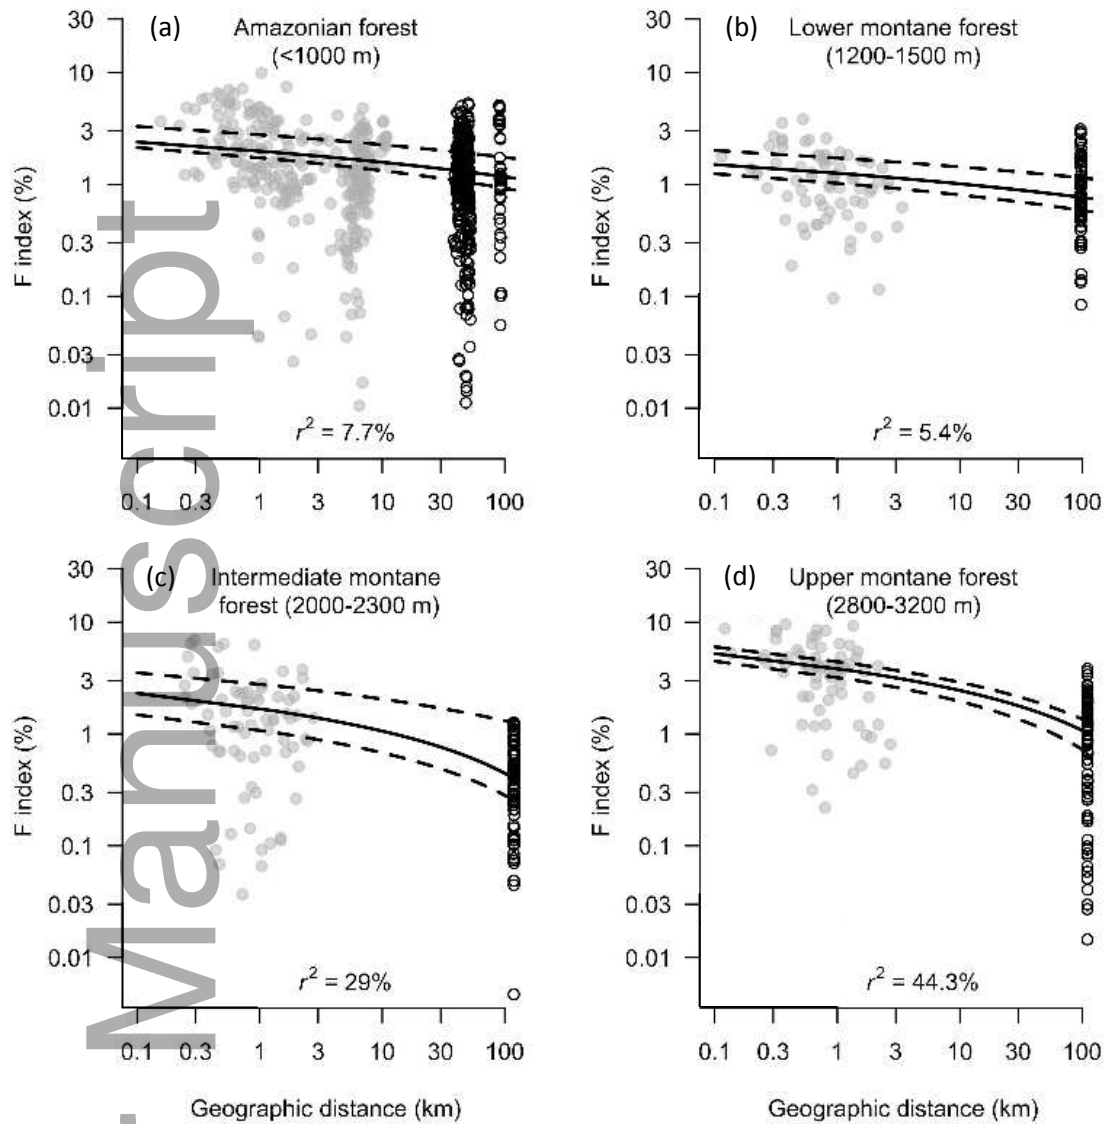 (a) Amazonian forest
(<1000 m)
30
10
3
1
0.3
0.1
0.03
0.01
F index (%)
r² = 7.7%
0.1 0.3 1 3 10 30 100
(b) Lower montane forest
(1200-1500 m)
30
10
3
1
0.3
0.1
0.03
0.01
F index (%)
r² = 5.4%
0.1 0.3 1 3 10 30 100
(c) Intermediate montane
forest (2000-2300 m)
30
10
3
1
0.3
0.1
0.03
0.01
F index (%)
r² = 29%
0.1 0.3 1 3 10 30 100
Geographic distance (km)
(d) Upper montane forest
(2800-3200 m)
30
10
3
1
0.3
0.1
0.03
0.01
F index (%)
r² = 44.3%
0.1 0.3 1 3 10 30 100
Geographic distance (km)
Manuscript